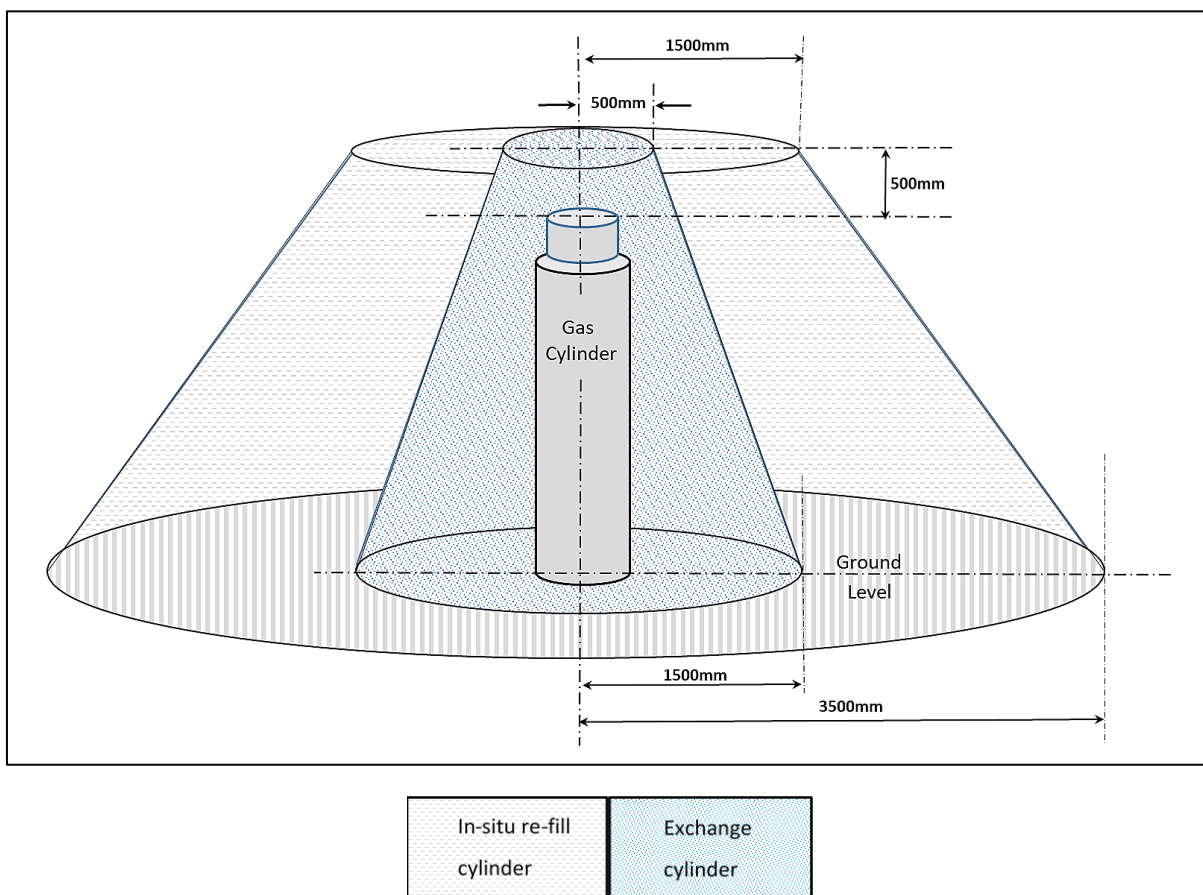 1500mm
500mm
500mm
Gas
Cylinder
Ground
Level
1500mm
3500mm
In-situ re-fill
cylinder
Exchange
cylinder